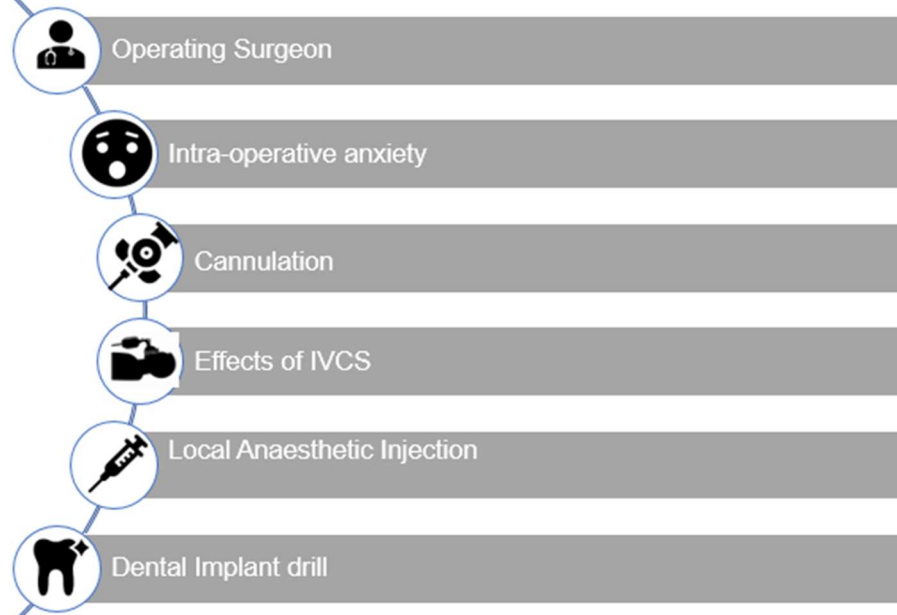 Operating Surgeon
Intra-operative anxiety
Cannulation
Effects of IVCS
Local Anaesthetic Injection
Dental Implant drill